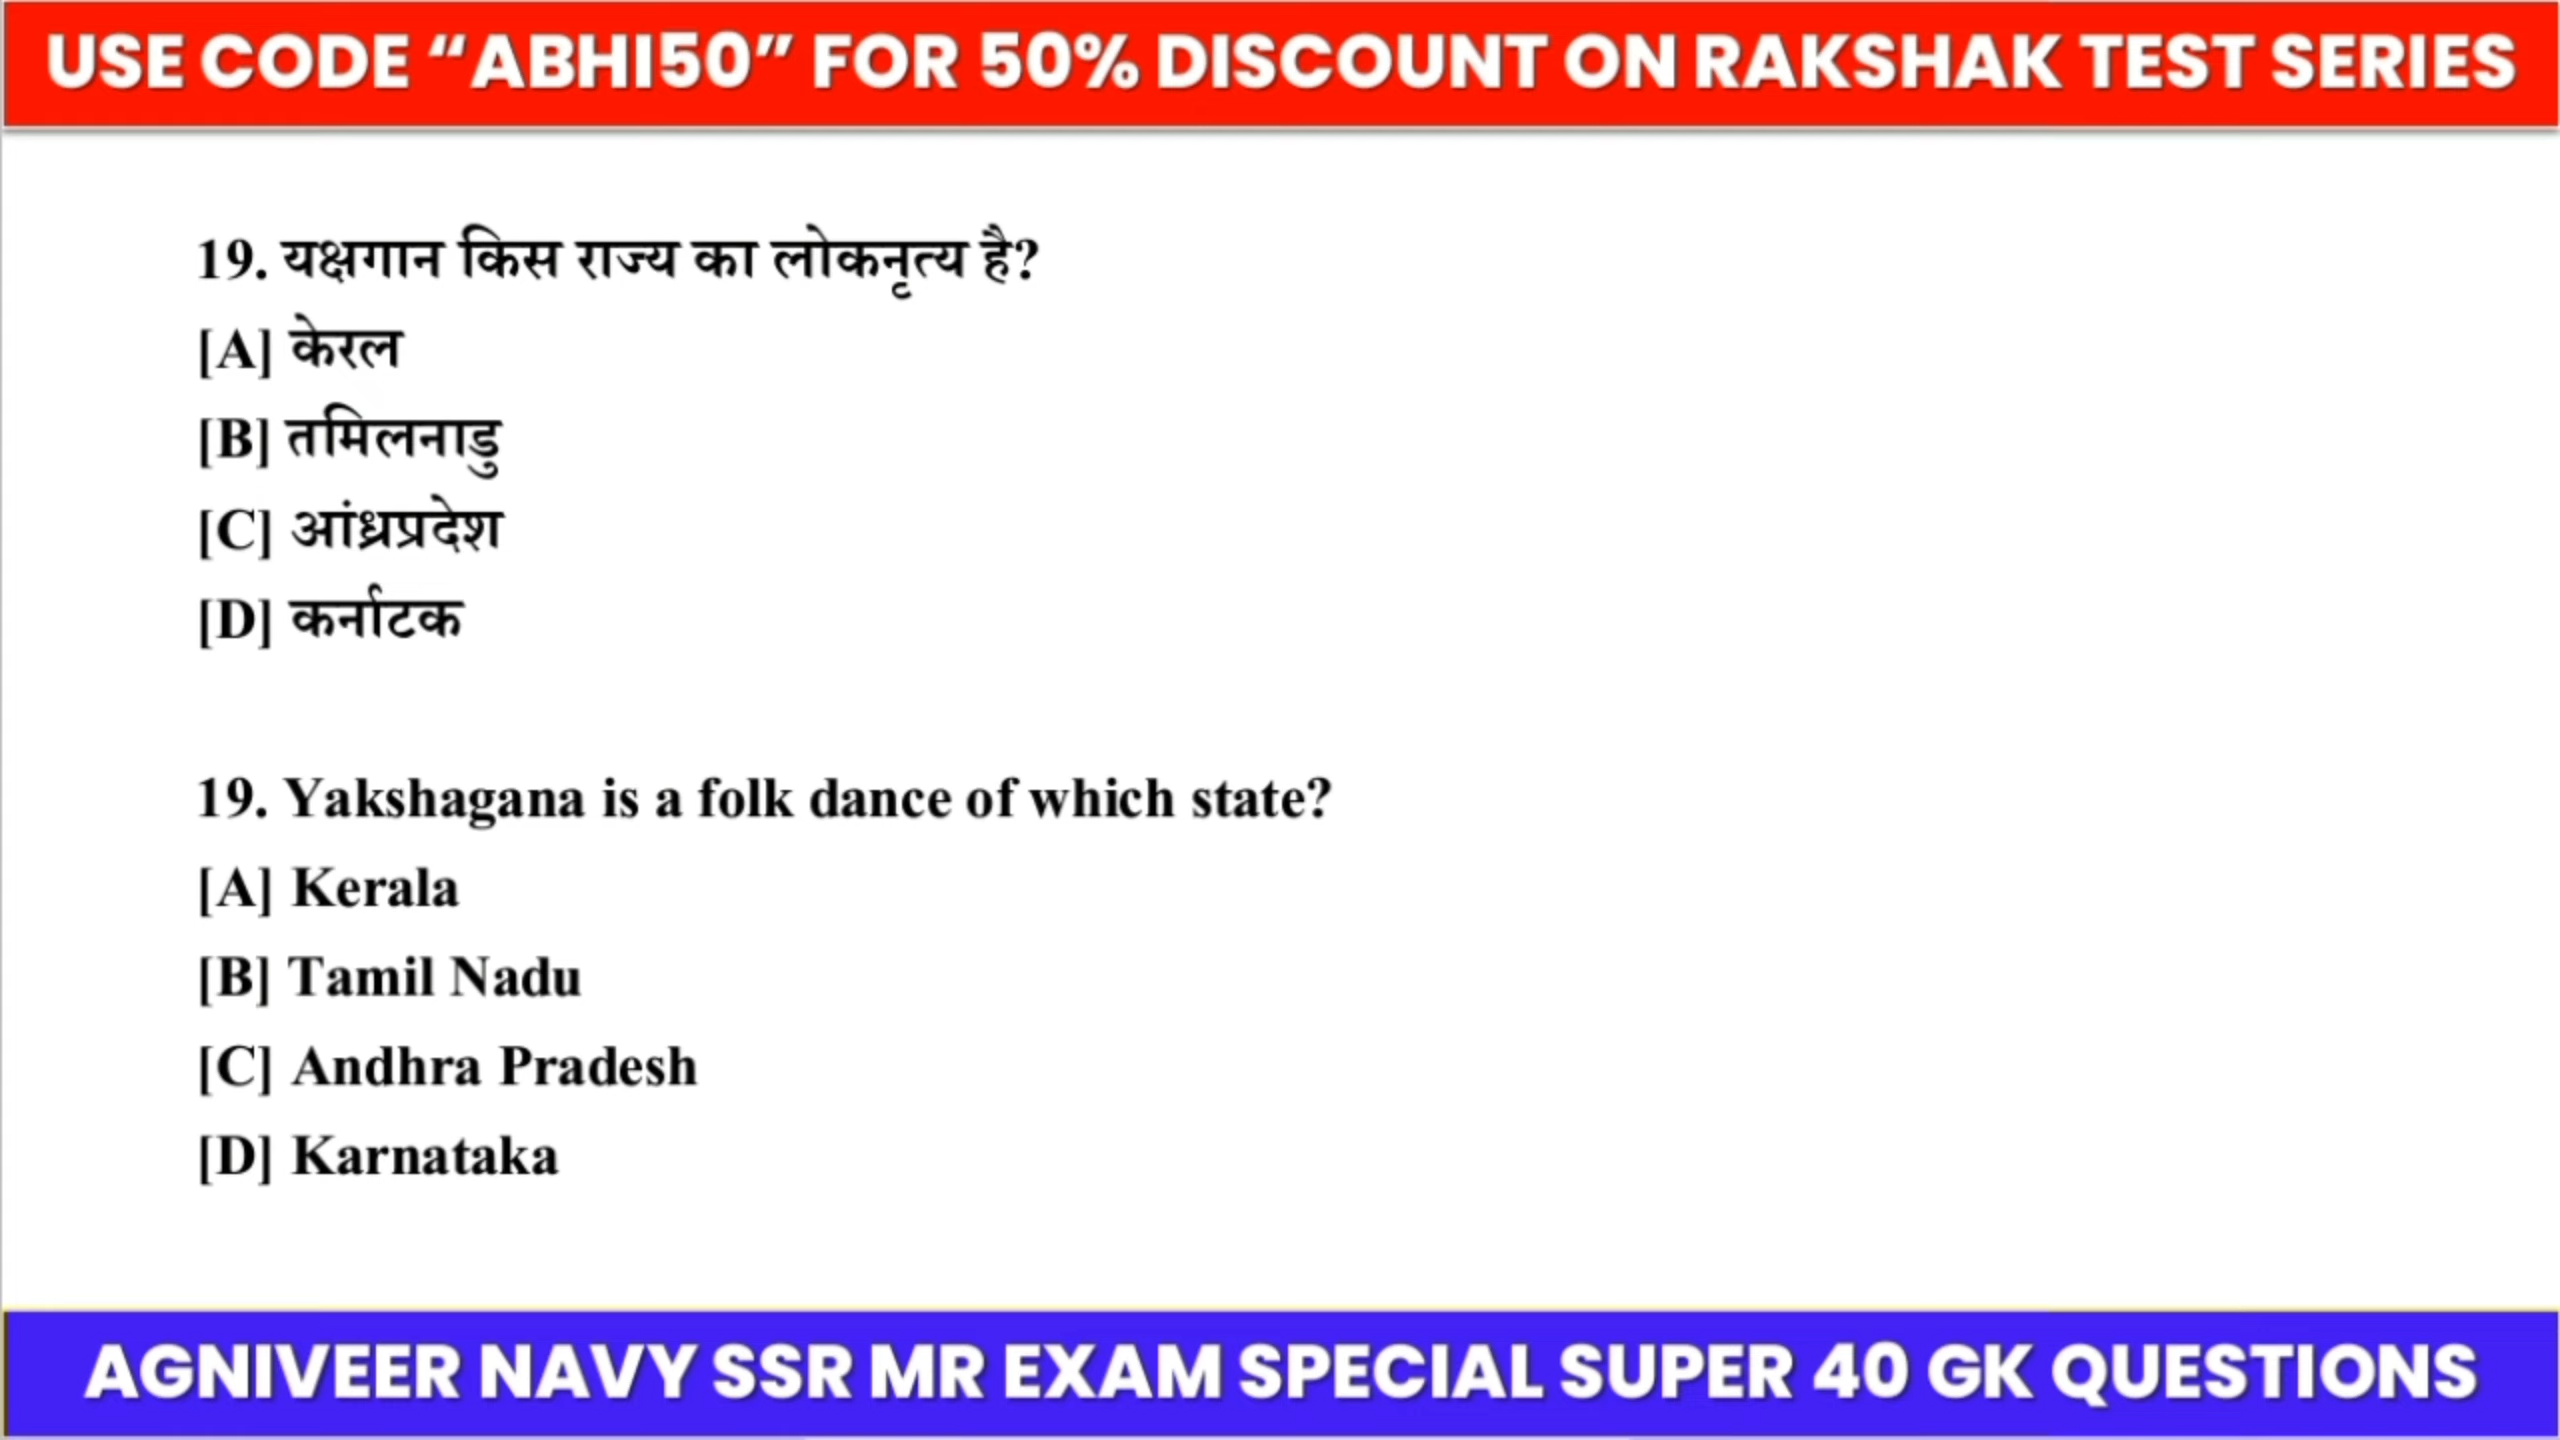 USE CODE “ABHI50” FOR 50% DISCOUNT ON RAKSHAK TEST SERIES
19. यक्षगान किस राज्य का लोकनृत्य है?
[A] केरल
[B] तमिलनाडु
[C] आंध्रप्रदेश
[D] कर्नाटक
19. Yakshagana is a folk dance of which state?
[A] Kerala
[B] Tamil Nadu
[C] Andhra Pradesh
[D] Karnataka
AGNIVEER NAVY SSR MR EXAM SPECIAL SUPER 40 GK QUESTIONS